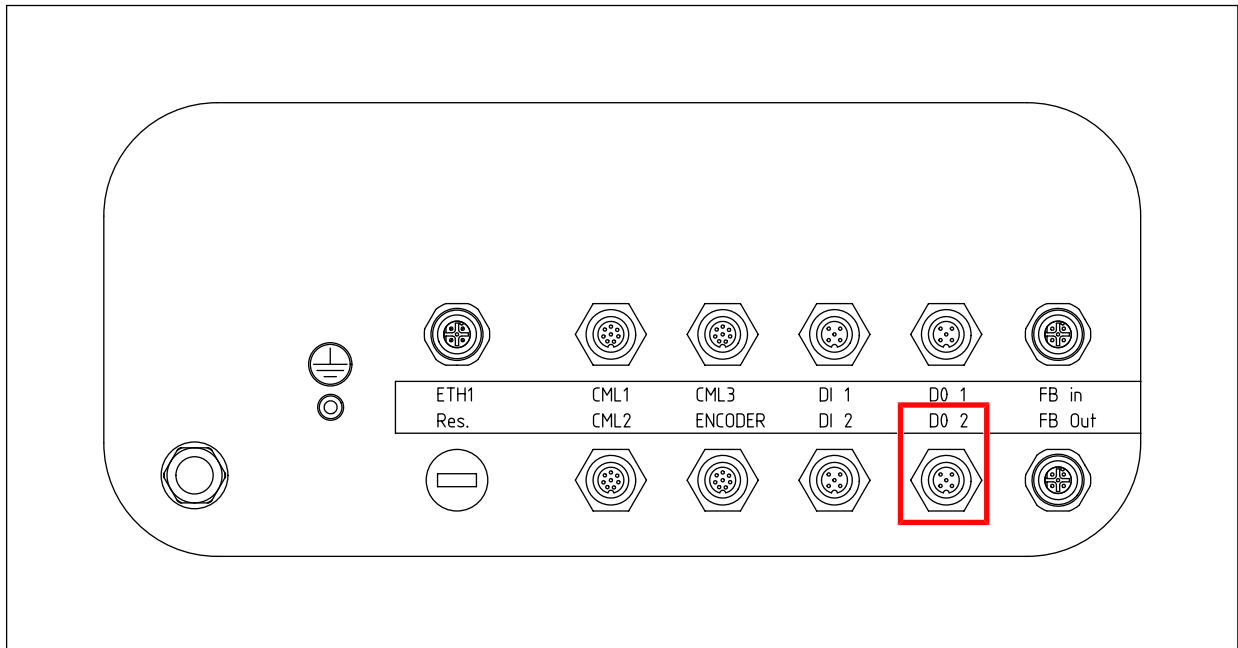 ETH1 CML1 CML3 DI 1 DO 1 FB in
Res. CML2 ENCODER DI 2 DO 2 FB Out